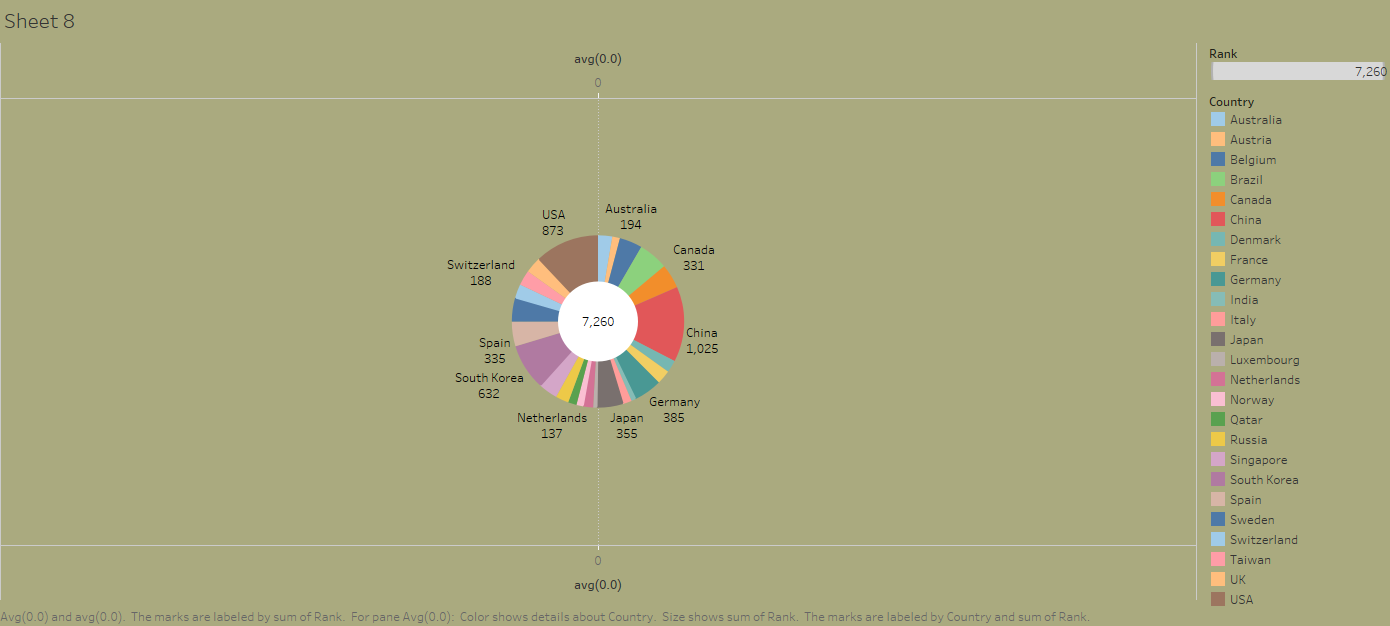 Sheet 8
avg(0.0)
0
USA
873
Australia
194
Canada
331
Switzerland
188
7,260
China
1,025
Spain
335
South Korea
632
Germany
385
Netherlands
137
Japan
355
0
avg(0.0)
Rank
7,260
Country
Australia
Austria
Belgium
Brazil
Canada
China
Denmark
France
Germany
India
Italy
Japan
Luxembourg
Netherlands
Norway
Qatar
Russia
Singapore
South Korea
Spain
Sweden
Switzerland
Taiwan
UK
USA
Avg(0.0) and avg(0.0). The marks are labeled by sum of Rank. For pane Avg(0.0): Color shows details about Country. Size shows sum of Rank. The marks are labeled by Country and sum of Rank.